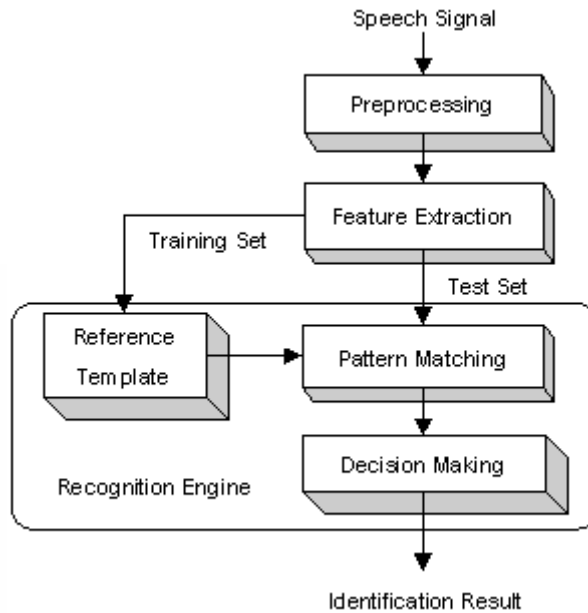 Speech Signal
Preprocessing
Feature Extraction
Training Set
Test Set
Reference
Template
Pattern Matching
Decision Making
Recognition Engine
Identification Result